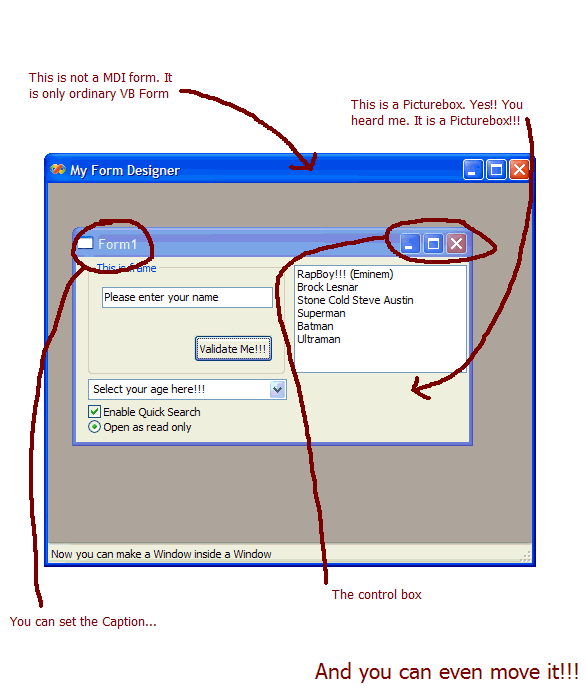 This is not a MDI form. It
is only ordinary VB Form
This is a Picturebox. Yes!! You
heard me. It is a Picturebox!!!
My Form Designer
Form1
This is frame
Please enter your name
Validate Me!!!
RapBoy!!! (Eminem)
Brock Lesnar
Stone Cold Steve Austin
Superman
Batman
Ultraman
Select your age here!!!
Enable Quick Search
Open as read only
Now you can make a Window inside a Window
The control box
You can set the Caption...
And you can even move it!!!